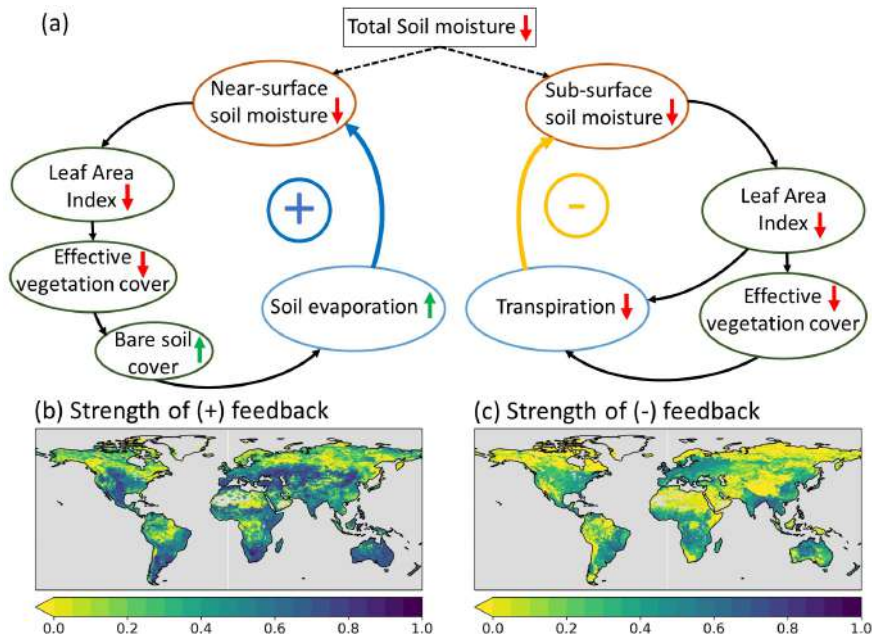 (a)
Total Soil moisture
Near-surface
soil moisture
Sub-surface
soil moisture
Leaf Area
Index
+
-
Leaf Area
Index
Effective
vegetation cover
Soil evaporation
Transpiration
Effective
vegetation cover
Bare soil
cover
(b) Strength of (+) feedback
(c) Strength of (-) feedback
0.0 0.2 0.4 0.6 0.8 1.0
0.0 0.2 0.4 0.6 0.8 1.0